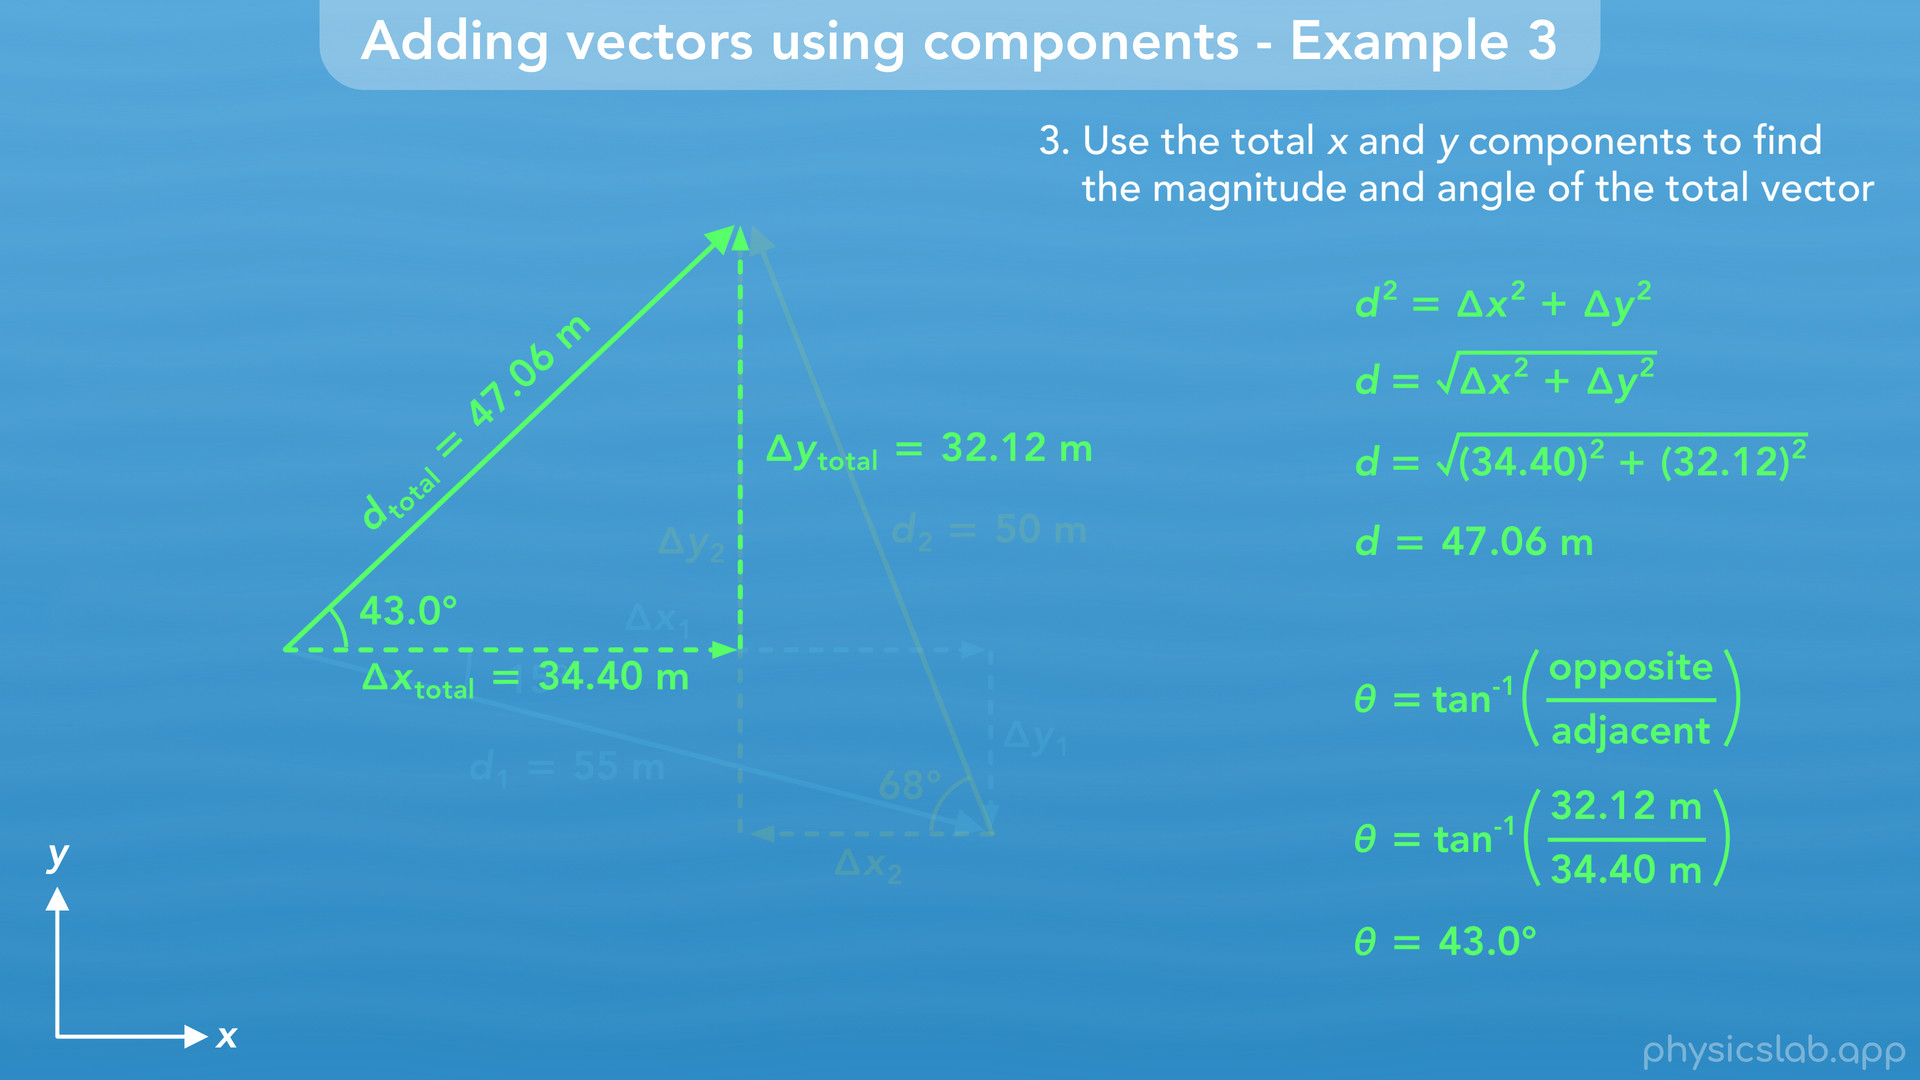 Adding vectors using components - Example 3
3. Use the total x and y components to find
the magnitude and angle of the total vector
d² = Δx² + Δy²
d = √Δx² + Δy²
d = √(34.40)² + (32.12)²
d = 47.06 m
θ = tan⁻¹(opposite/adjacent)
θ = tan⁻¹(32.12 m/34.40 m)
θ = 43.0°
d_total = 47.06 m
Δy_total = 32.12 m
d₂ = 50 m
Δy₂
43.0°
Δx₁
Δx_total = 34.40 m
Δy₁
d₁ = 55 m
68°
Δx₂
y
x
physicslab.app